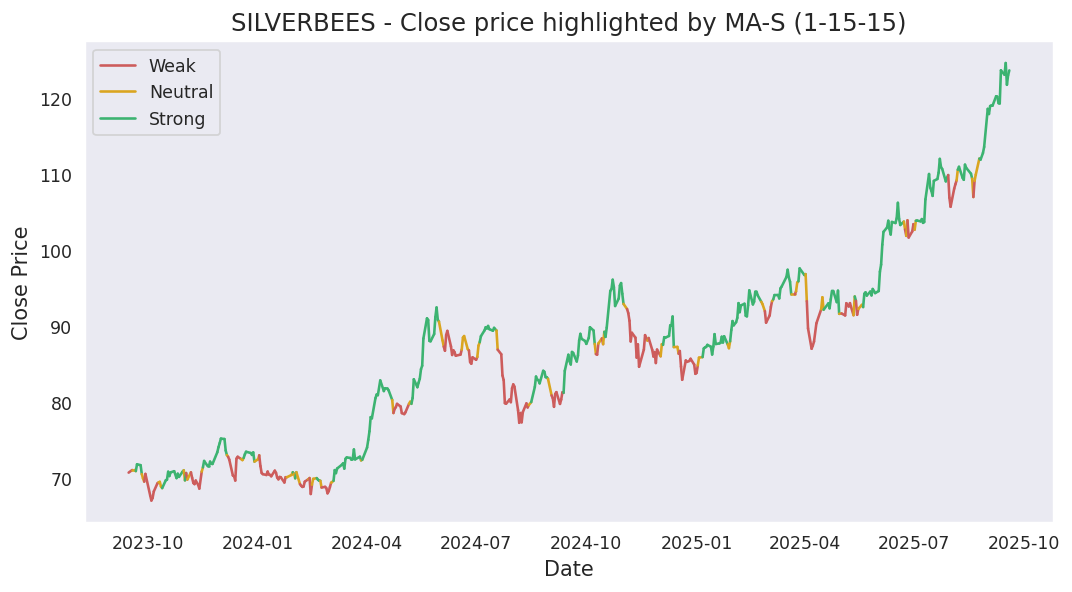 SILVERBEES - Close price highlighted by MA-S (1-15-15)
Weak
Neutral
Strong
Close Price
120
110
100
90
80
70
2023-10 2024-01 2024-04 2024-07 2024-10 2025-01 2025-04 2025-07 2025-10
Date